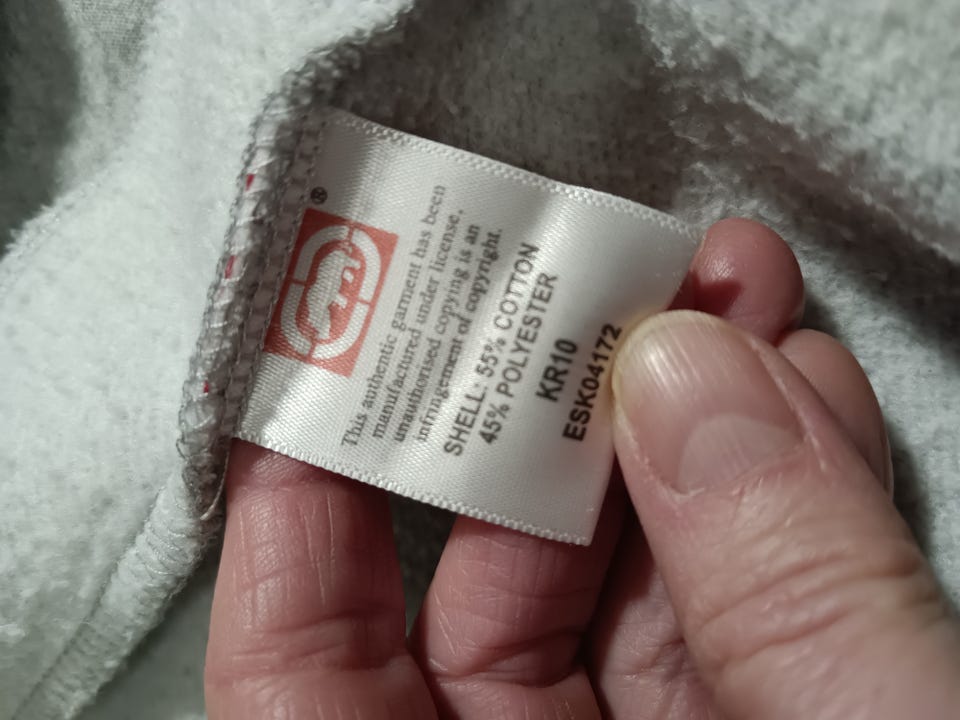 ®
This authentic garment has been
manufactured under license,
unauthorised copying is an
infringement of copyright.
SHELL: 55% COTTON
45% POLYESTER
KR10
ESK04172